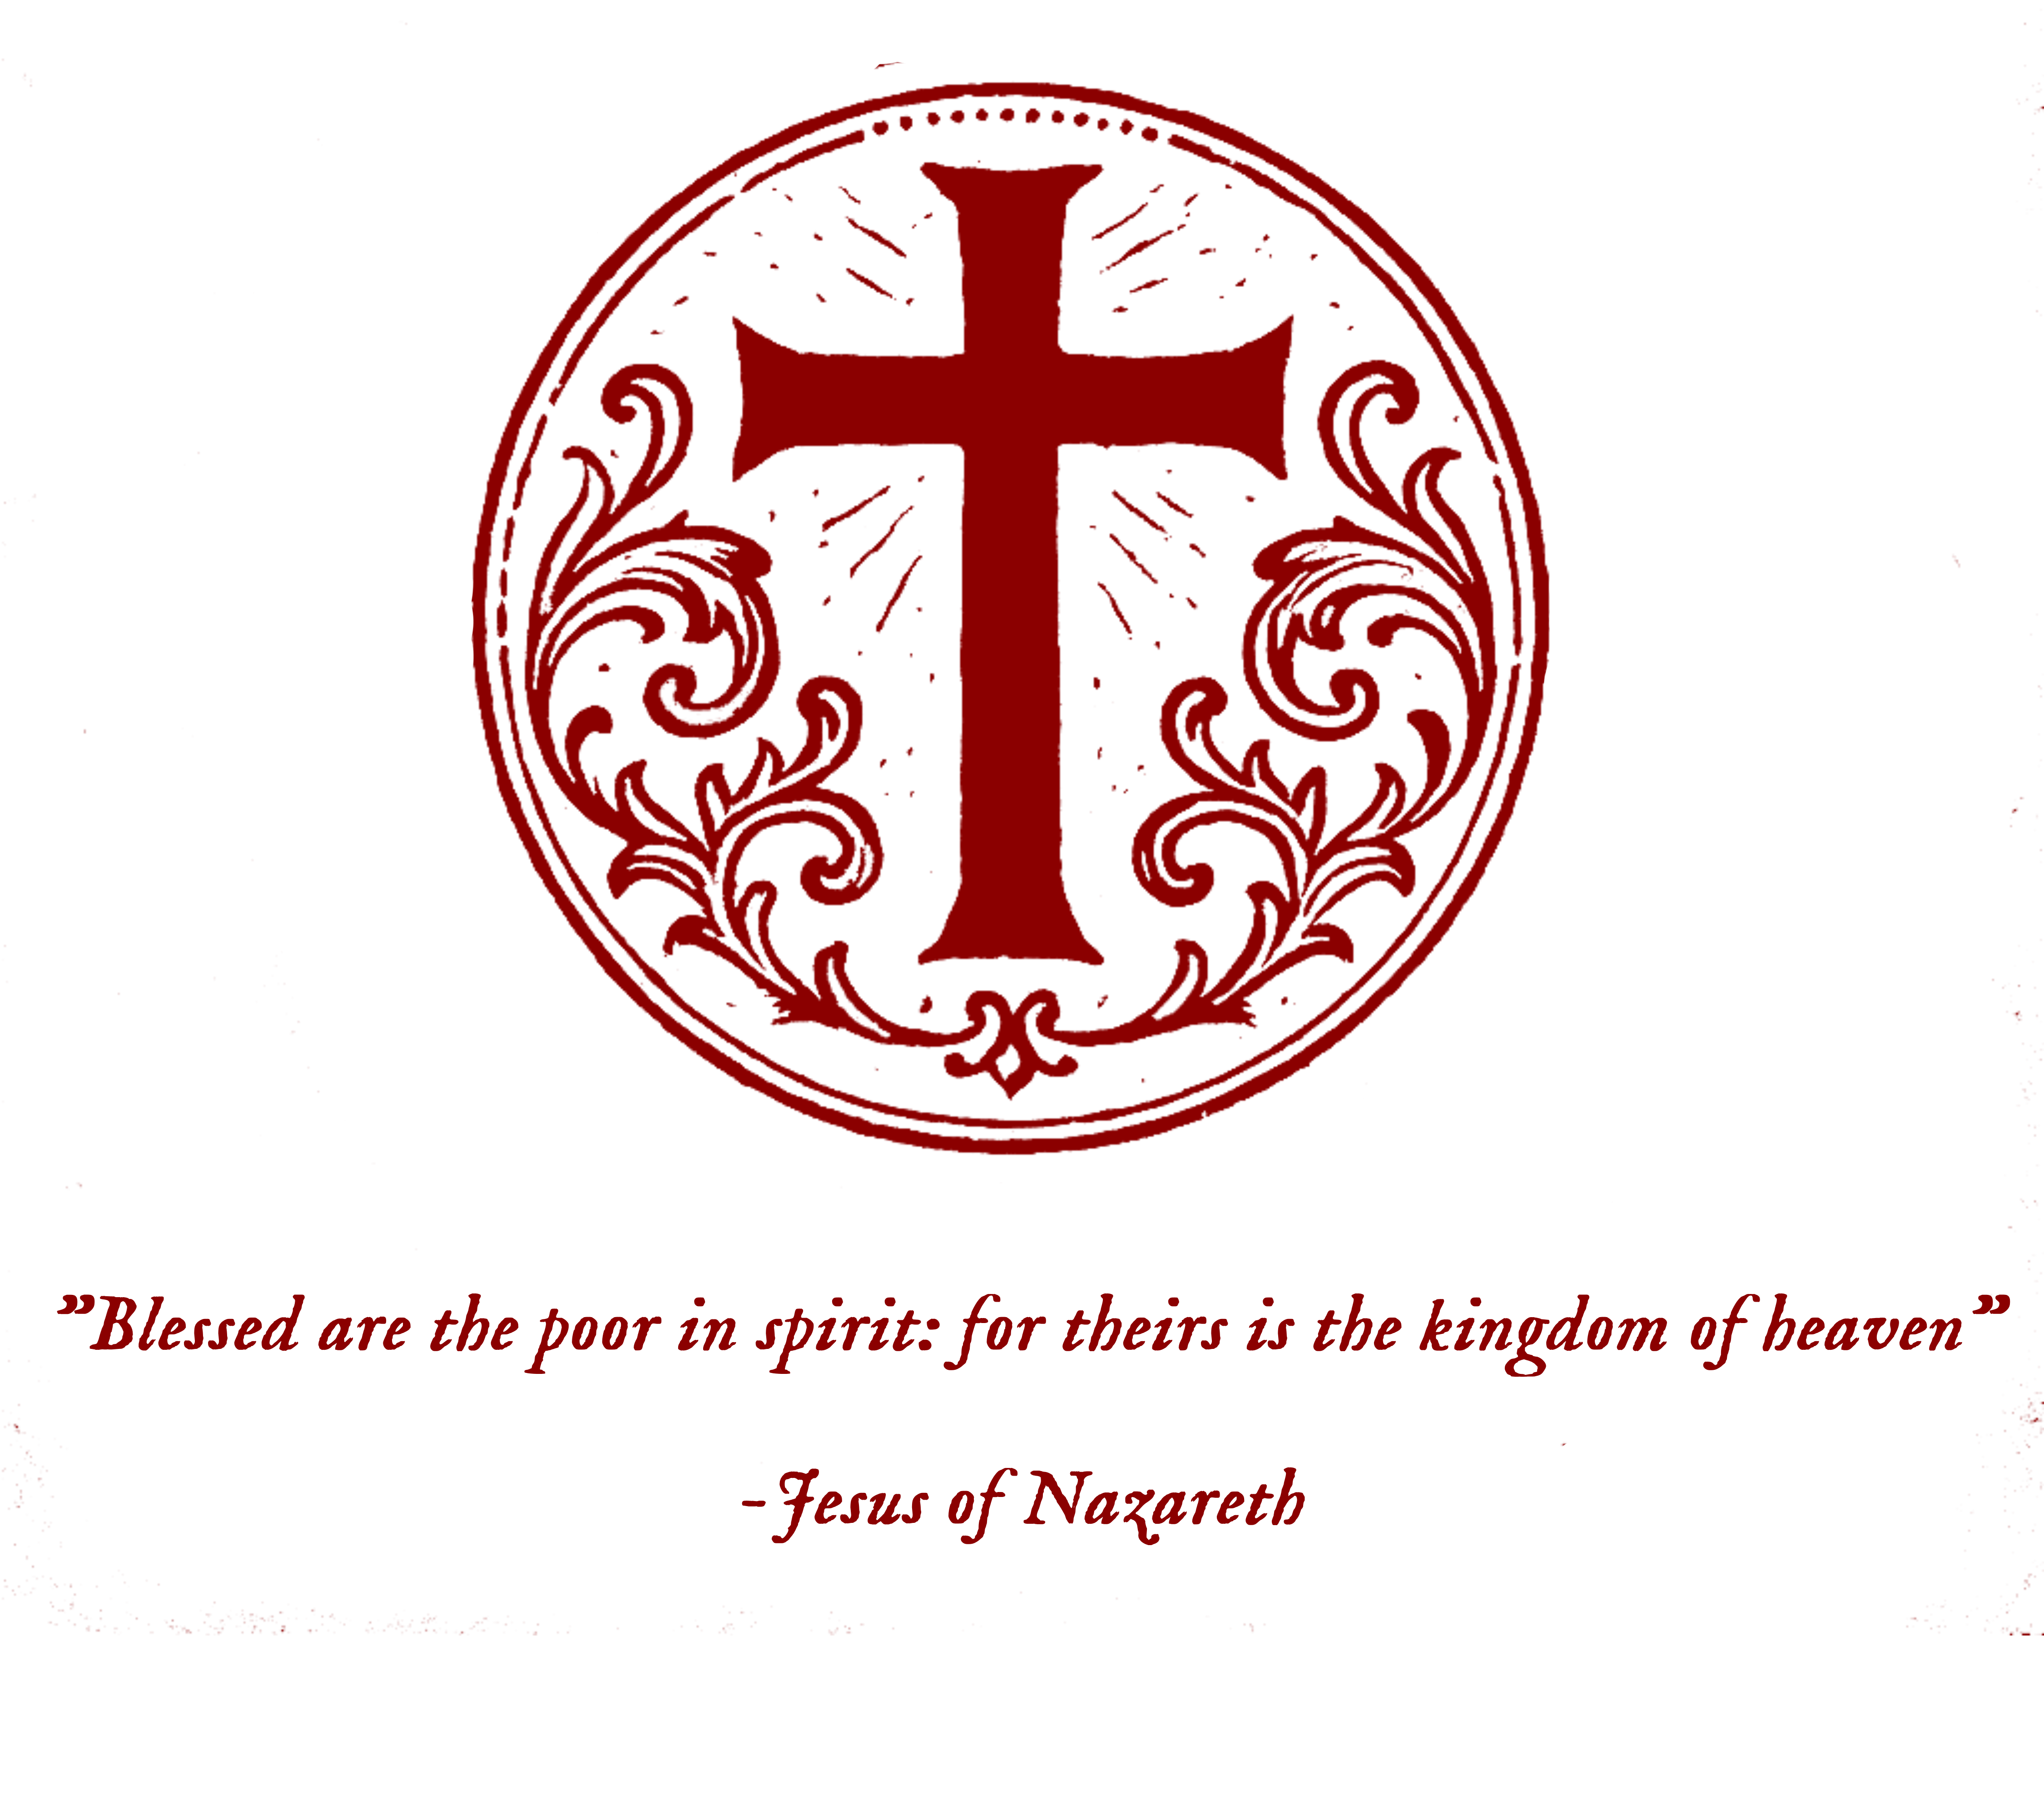 ”Blessed are the poor in spirit: for theirs is the kingdom of heaven”
-Jesus of Nazareth